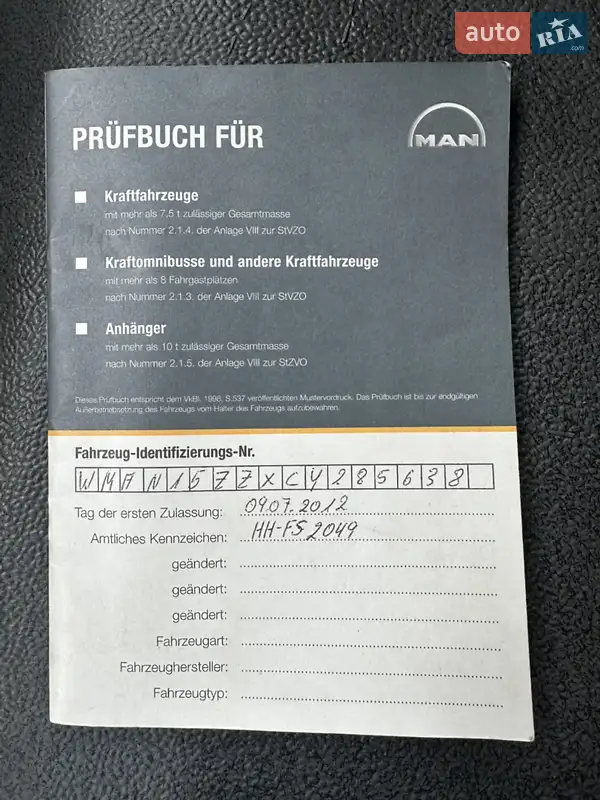 auto RIA
.com
PRÜFBUCH FÜR
MAN
Kraftfahrzeuge
mit mehr als 7,5 t zulässiger Gesamtmasse
nach Nummer 2.1.4. der Anlage VIII zur StVZO
Kraftomnibusse und andere Kraftfahrzeuge
mit mehr als 8 Fahrgastplätzen
nach Nummer 2.1.3. der Anlage VIII zur StVZO
Anhänger
mit mehr als 10 t zulässiger Gesamtmasse
nach Nummer 2.1.5. der Anlage VIII zur StZVO
Dieses Prüfbuch entspricht dem VkBl. 1998, S.537 veröffentlichten Mustervordruck. Das Prüfbuch ist bis zur endgültigen
Außerbetriebsetzung des Fahrzeugs vom Halter des Fahrzeugs aufzubewahren.
Fahrzeug-Identifizierungs-Nr.
WMAN15ZZXCY285638
Tag der ersten Zulassung: 09.07.2012
Amtliches Kennzeichen: HH-FS 2049
geändert:
geändert:
geändert:
Fahrzeugart:
Fahrzeughersteller:
Fahrzeugtyp: